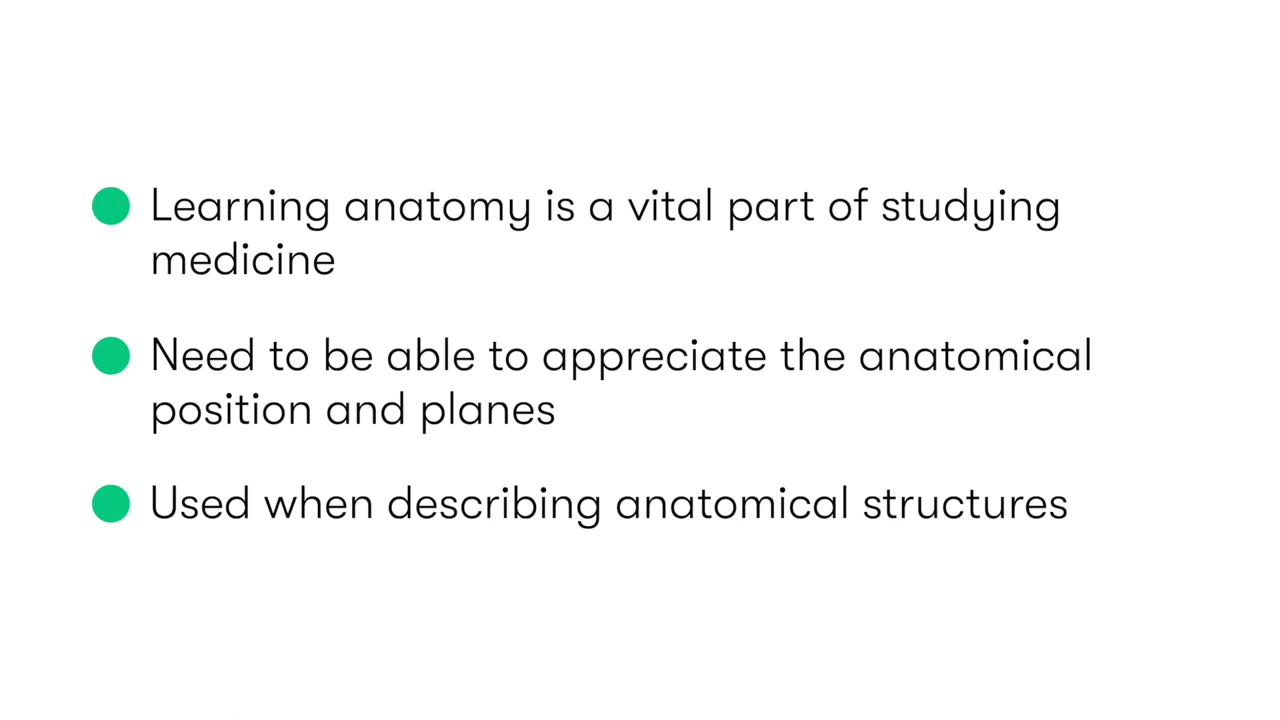 Learning anatomy is a vital part of studying
medicine
Need to be able to appreciate the anatomical
position and planes
Used when describing anatomical structures